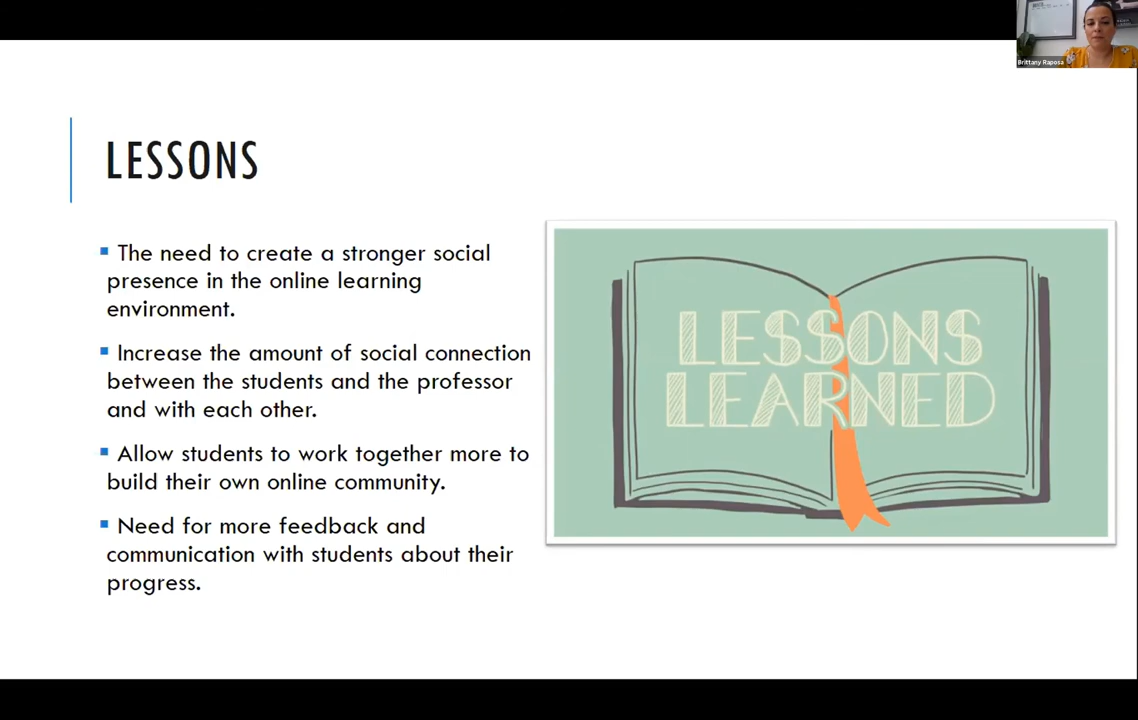 Brittany Raposa
LESSONS
▪ The need to create a stronger social
presence in the online learning
environment.
▪ Increase the amount of social connection
between the students and the professor
and with each other.
▪ Allow students to work together more to
build their own online community.
▪ Need for more feedback and
communication with students about their
progress.
LESSONS
LEARNED